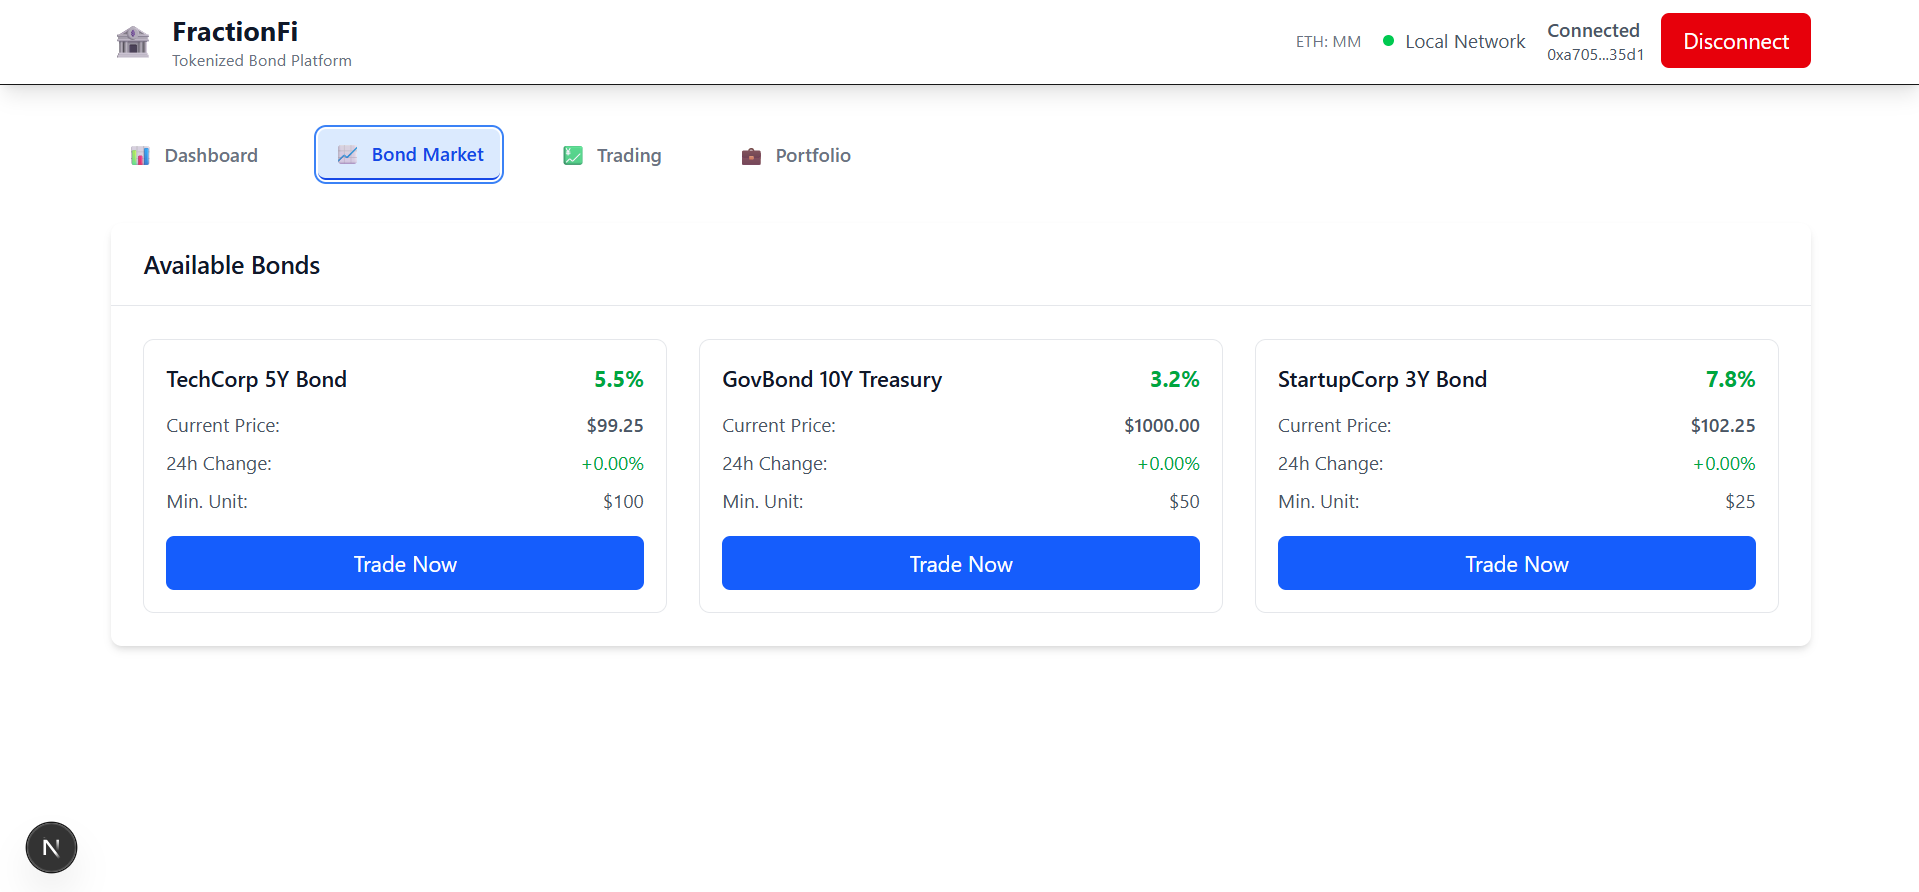 FractionFi
Tokenized Bond Platform
ETH: MM
Local Network
Connected
0xa705...35d1
Disconnect
Dashboard
Bond Market
Trading
Portfolio
Available Bonds
TechCorp 5Y Bond 5.5%
Current Price: $99.25
24h Change: +0.00%
Min. Unit: $100
Trade Now
GovBond 10Y Treasury 3.2%
Current Price: $1000.00
24h Change: +0.00%
Min. Unit: $50
Trade Now
StartupCorp 3Y Bond 7.8%
Current Price: $102.25
24h Change: +0.00%
Min. Unit: $25
Trade Now
N